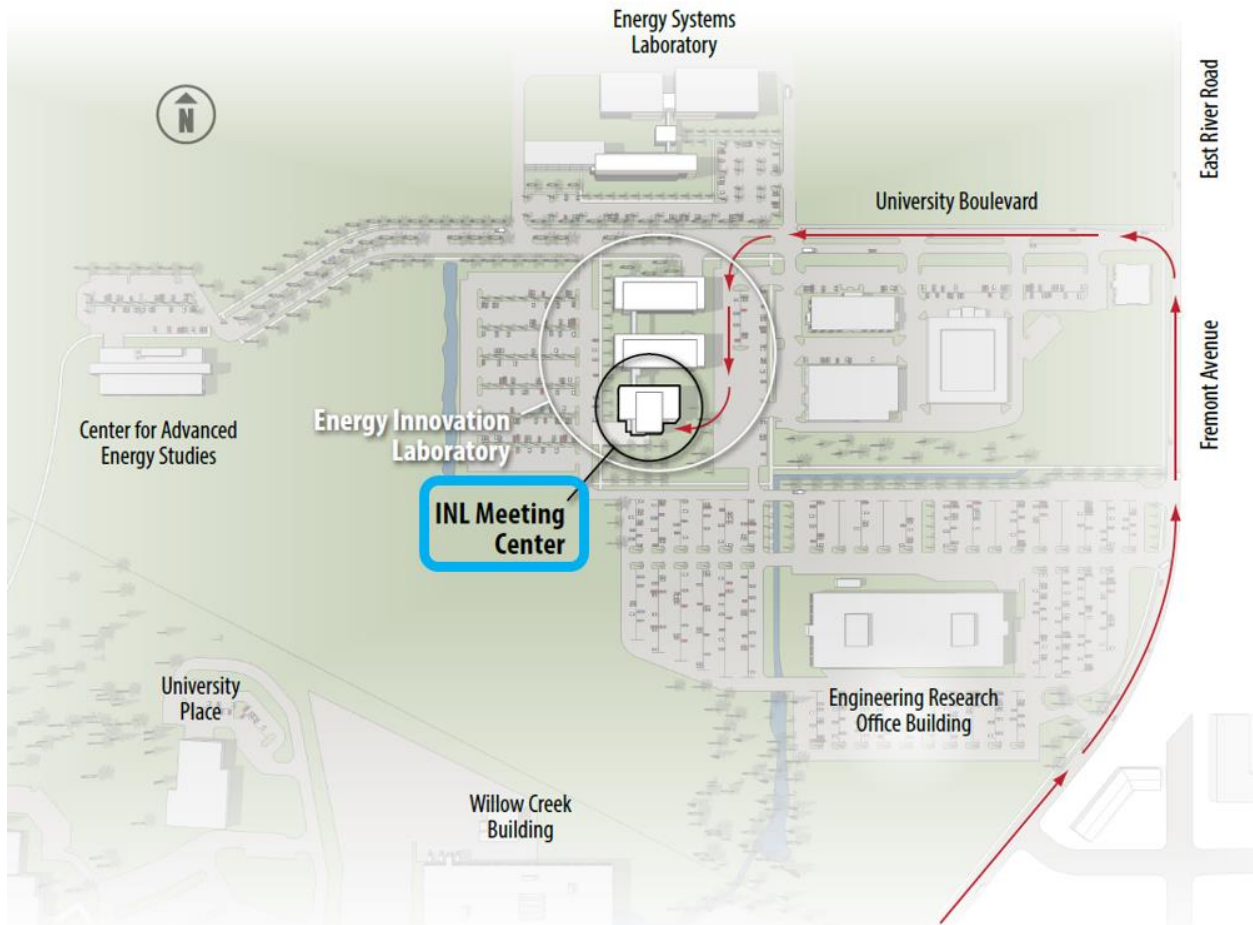 Energy Systems
Laboratory
N
East River Road
University Boulevard
Fremont Avenue
Energy Innovation
Laboratory
Center for Advanced
Energy Studies
INL Meeting
Center
University
Place
Engineering Research
Office Building
Willow Creek
Building